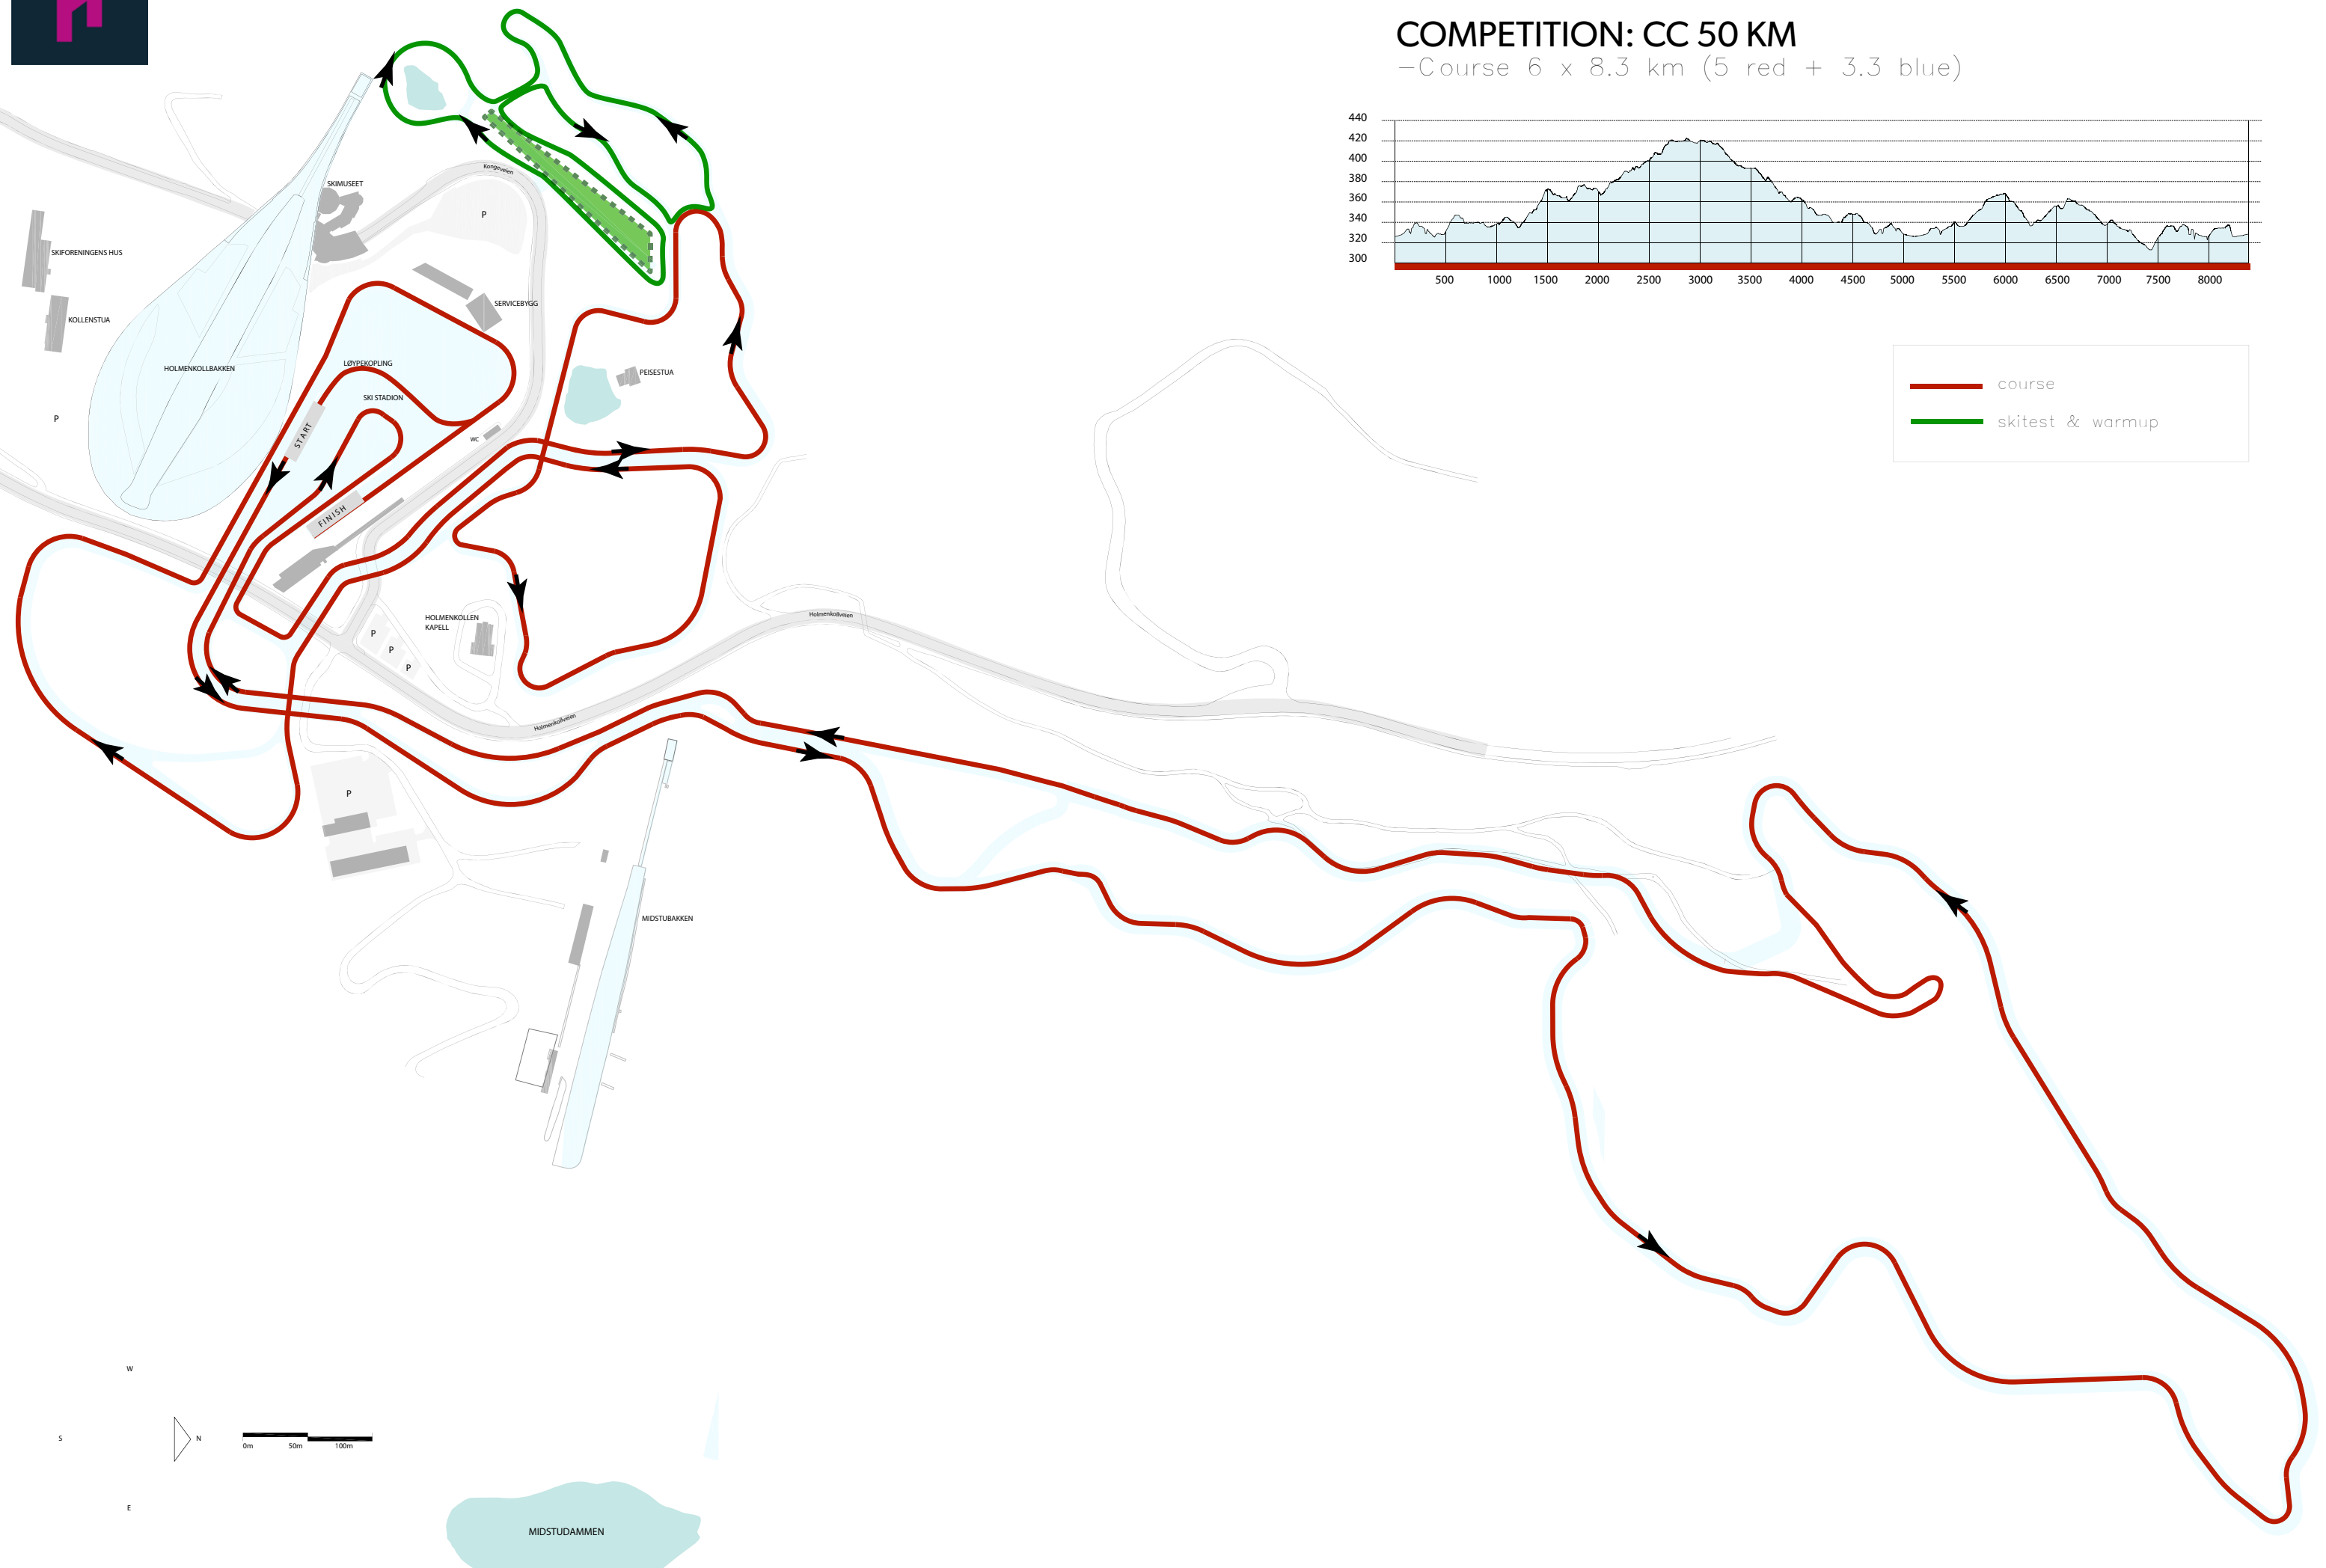 COMPETITION: CC 50 KM
-Course 6 x 8.3 km (5 red + 3.3 blue)
440
420
400
380
360
340
320
300
500 1000 1500 2000 2500 3000 3500 4000 4500 5000 5500 6000 6500 7000 7500 8000
course
skitest & warmup
Kongeveien
SKIMUSEET
P
SKIFORENINGENS HUS
SERVICEBYGG
KOLLENSTUA
LØYPEKOPLING
HOLMENKOLLBAKKEN
PEISESTUA
SKI STADION
P
START
WC
FINISH
HOLMENKOLLEN
KAPELL
Holmenkollveien
P
P
P
Holmenkollveien
P
MIDSTUBAKKEN
W
S
N
0m 50m 100m
E
MIDSTUDAMMEN